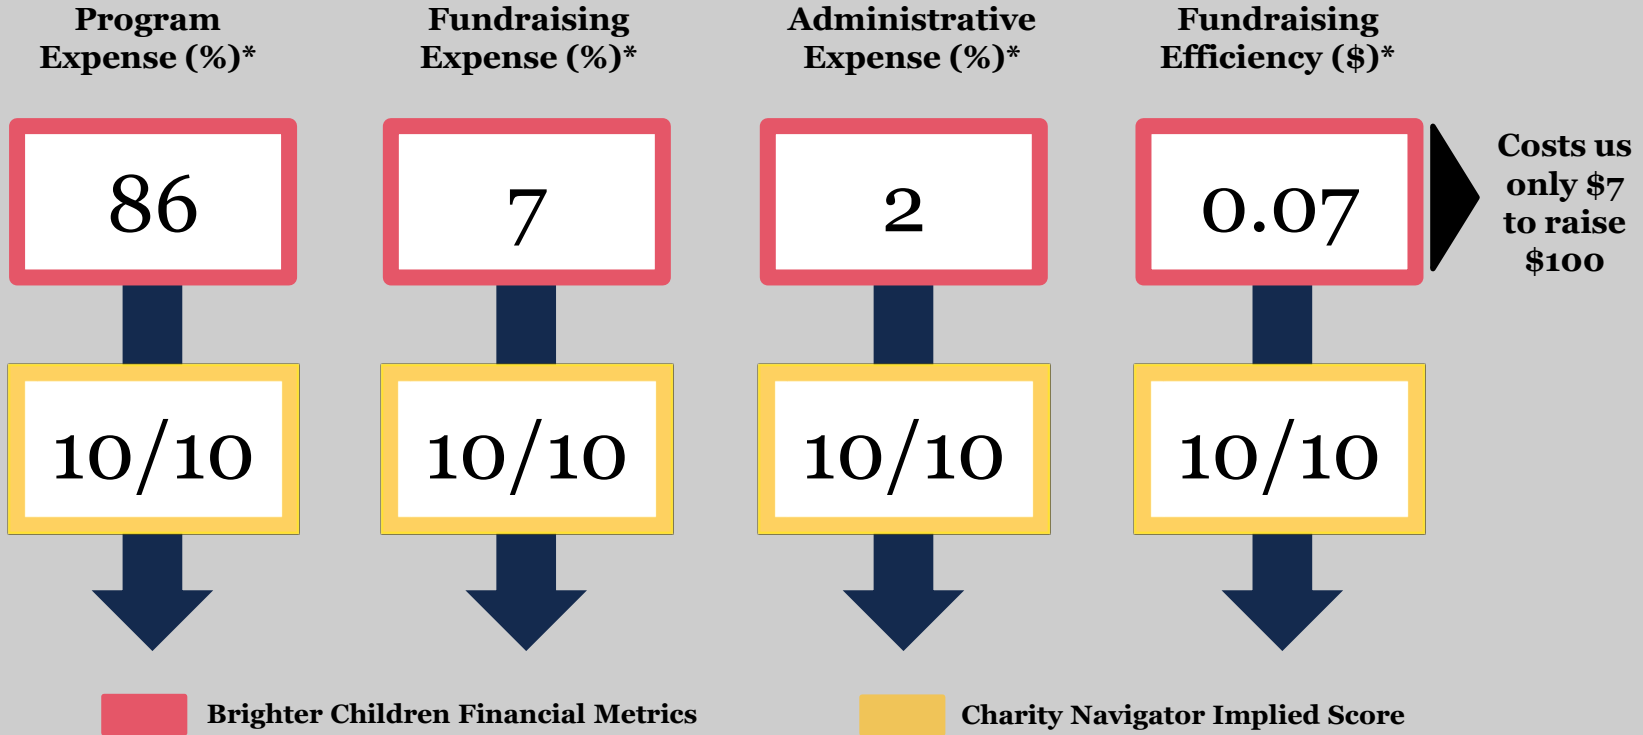 Program
Expense (%)*
Fundraising
Expense (%)*
Administrative
Expense (%)*
Fundraising
Efficiency ($)*
86
7
2
0.07
Costs us
only $7
to raise
$100
10/10
10/10
10/10
10/10
Brighter Children Financial Metrics
Charity Navigator Implied Score